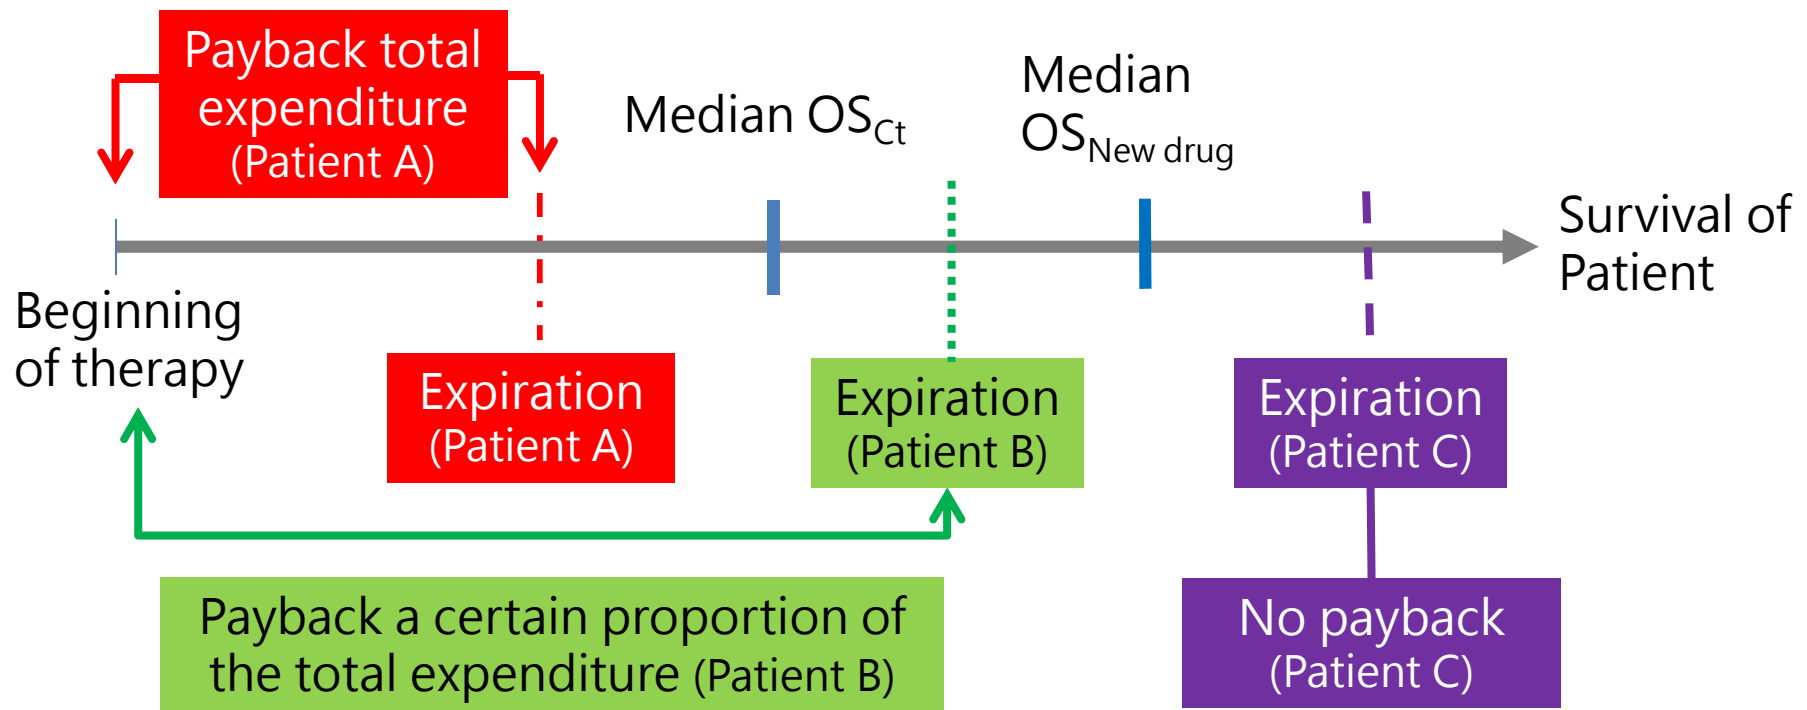 Payback total
expenditure
(Patient A)
Median OS_Ct
Median
OS_New drug
Survival of
Patient
Beginning
of therapy
Expiration
(Patient A)
Expiration
(Patient B)
Expiration
(Patient C)
Payback a certain proportion of
the total expenditure (Patient B)
No payback
(Patient C)